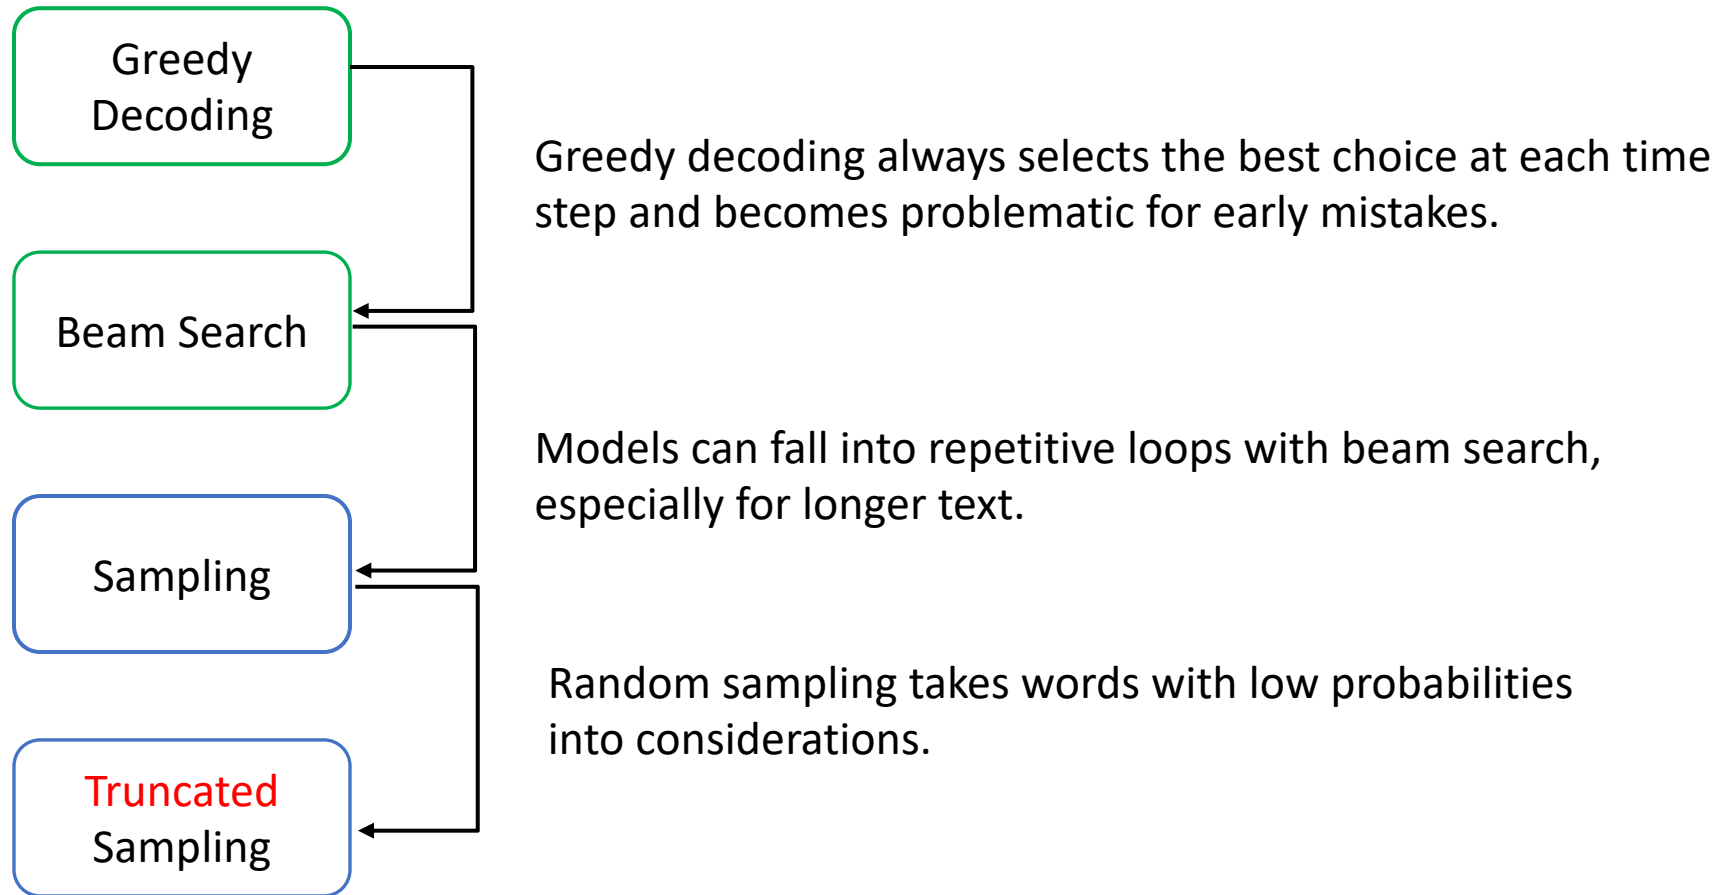 Greedy
Decoding
Greedy decoding always selects the best choice at each time
step and becomes problematic for early mistakes.
Beam Search
Models can fall into repetitive loops with beam search,
especially for longer text.
Sampling
Random sampling takes words with low probabilities
into considerations.
Truncated
Sampling